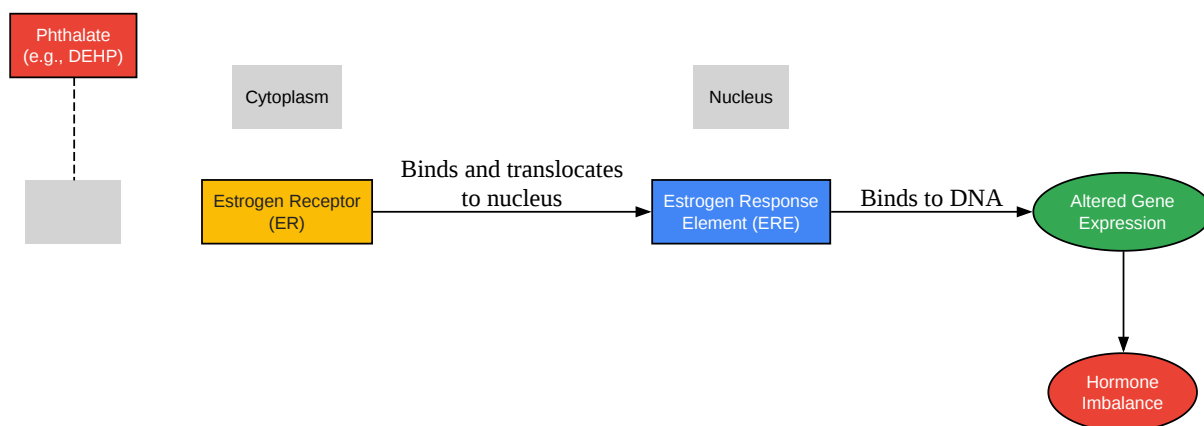 Phthalate
(e.g., DEHP)
Cytoplasm
Nucleus
Estrogen Receptor
(ER)
Binds and translocates
to nucleus
Estrogen Response
Element (ERE)
Binds to DNA
Altered Gene
Expression
Hormone
Imbalance